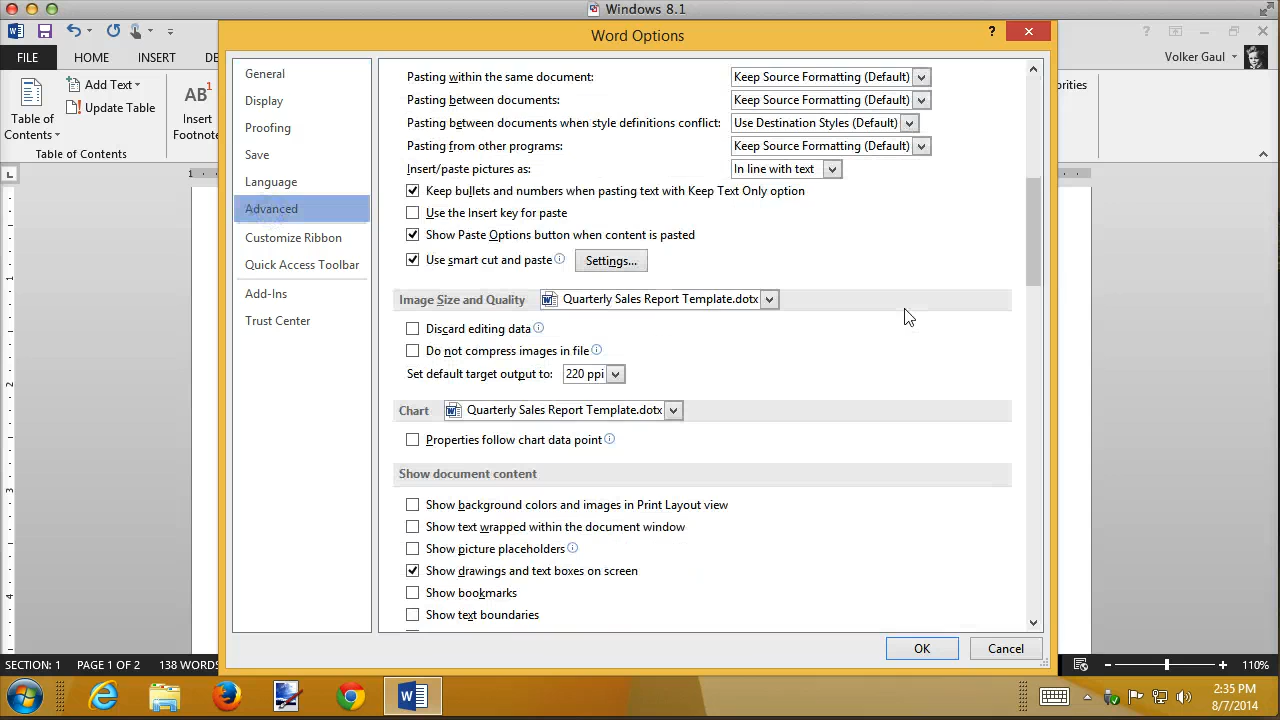 Windows 8.1
Word Options
?
FILE
HOME
INSERT
DE
Volker Gaul
Table of
Contents
Add Text
Update Table
AB¹
Insert
Footnote
Table of Contents
orities
General
Display
Proofing
Save
Language
Advanced
Customize Ribbon
Quick Access Toolbar
Add-Ins
Trust Center
Pasting within the same document: Keep Source Formatting (Default)
Pasting between documents: Keep Source Formatting (Default)
Pasting between documents when style definitions conflict: Use Destination Styles (Default)
Pasting from other programs: Keep Source Formatting (Default)
Insert/paste pictures as: In line with text
Keep bullets and numbers when pasting text with Keep Text Only option
Use the Insert key for paste
Show Paste Options button when content is pasted
Use smart cut and paste Settings...
Image Size and Quality Quarterly Sales Report Template.dotx
Discard editing data
Do not compress images in file
Set default target output to: 220 ppi
Chart Quarterly Sales Report Template.dotx
Properties follow chart data point
Show document content
Show background colors and images in Print Layout view
Show text wrapped within the document window
Show picture placeholders
Show drawings and text boxes on screen
Show bookmarks
Show text boundaries
OK
Cancel
1
1
2
3
4
SECTION: 1 PAGE 1 OF 2 138 WORDS
110%
2:35 PM
8/7/2014